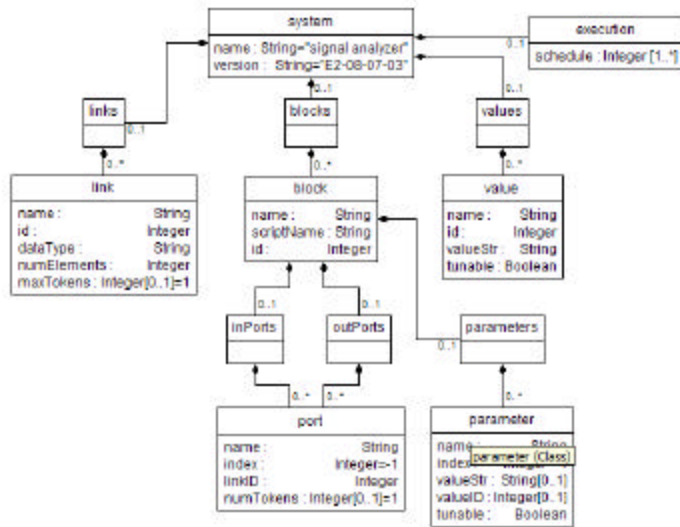 system
name : String="signal analyzer"
version : String="E2-08-07-03"
execution
schedule : Integer [1..*]
0..1
0..1
0..1
0..1
links
blocks
values
0..*
0..*
0..*
link
name : String
id : Integer
dataType : String
numElements : Integer
maxTokens : Integer[0..1]=1
block
name : String
scriptName : String
id : Integer
value
name : String
id : Integer
valueStr : String
tunable : Boolean
0..1
0..1
0..1
inPorts
outPorts
parameters
0..*
0..*
0..*
port
name : String
index : Integer=-1
linkID : Integer
numTokens : Integer[0..1]=1
parameter
name : String
index :
parameter (Class)
valueStr : String[0..1]
valueID : Integer[0..1]
tunable : Boolean